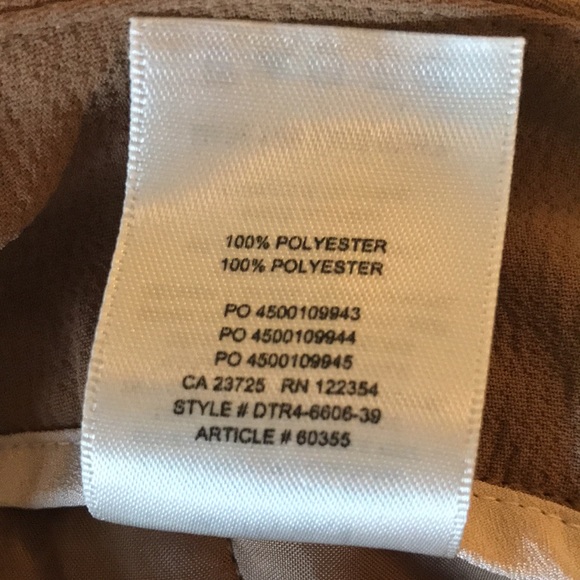 100% POLYESTER
100% POLYESTER
PO 4500109943
PO 4500109944
PO 4500109945
CA 23725 RN 122354
STYLE # DTR4-6606-39
ARTICLE # 60355